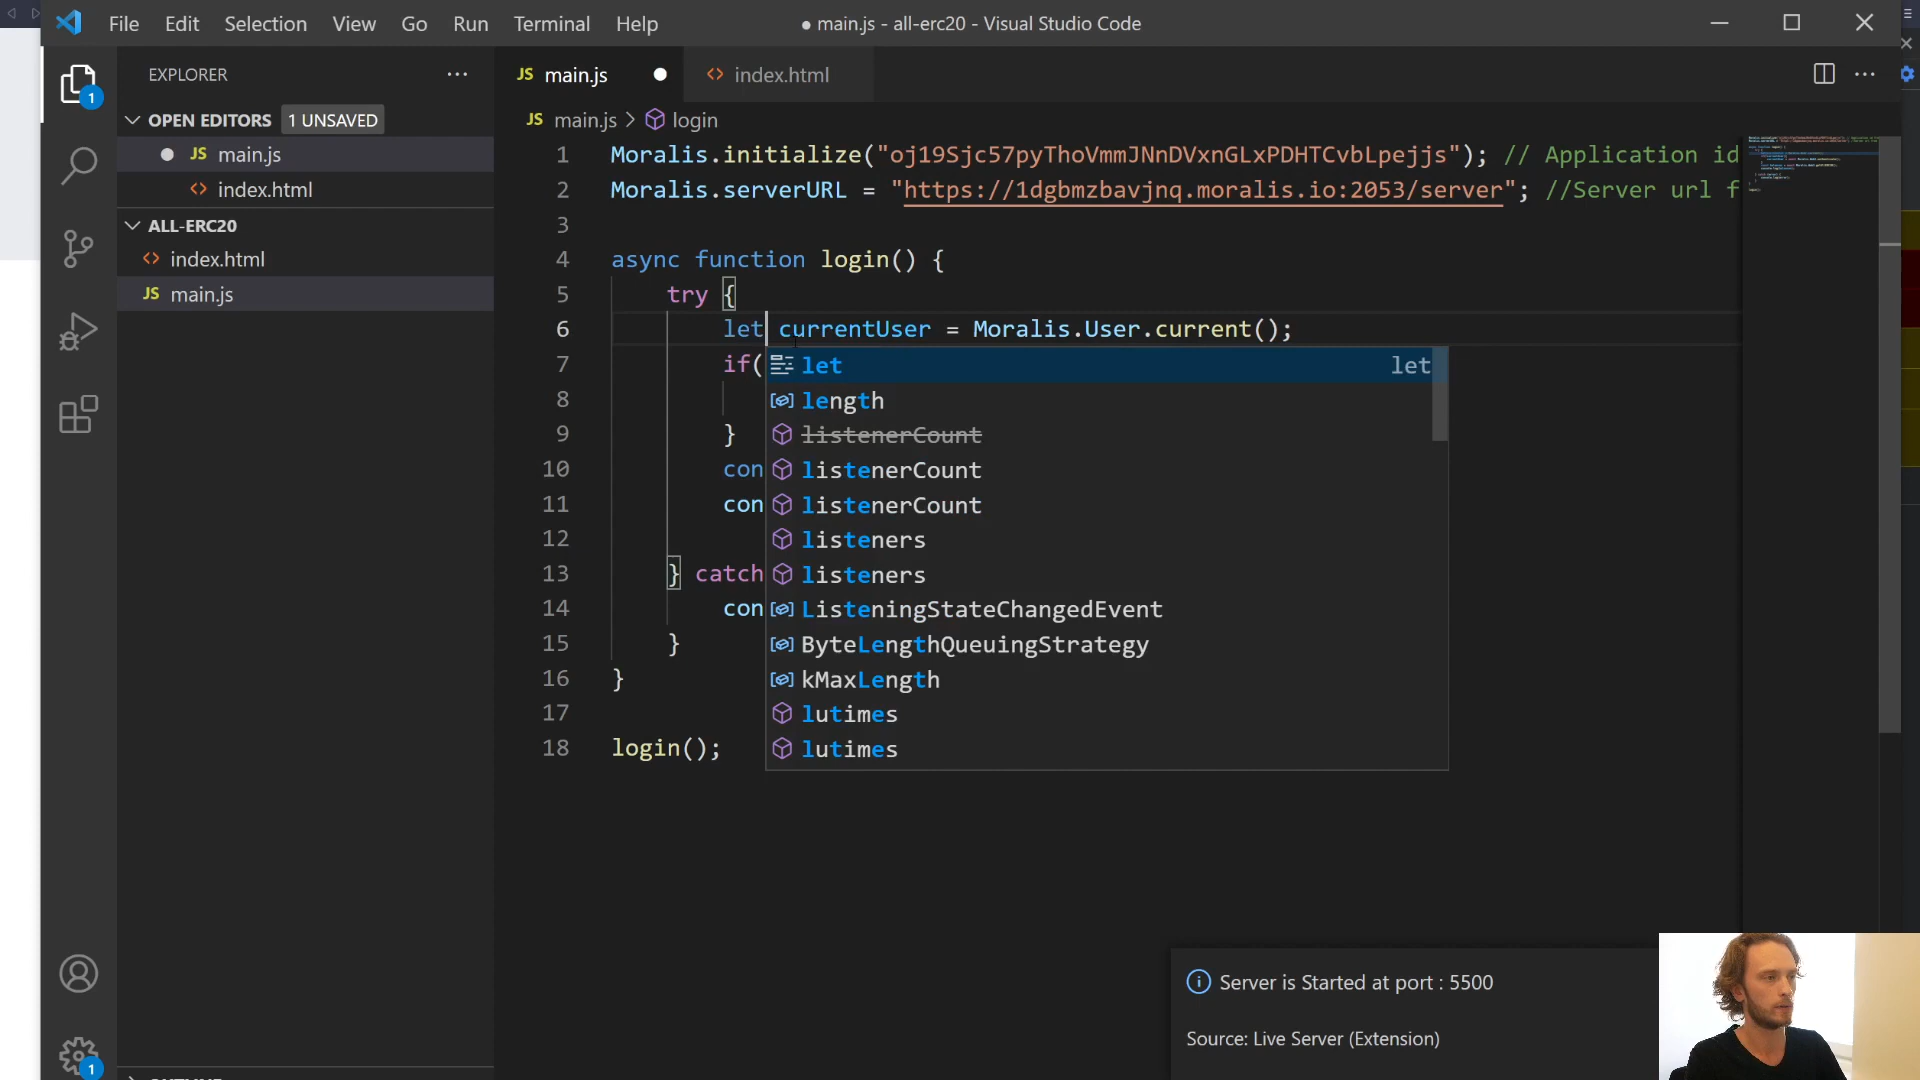 File Edit Selection View Go Run Terminal Help
● main.js - all-erc20 - Visual Studio Code
EXPLORER
OPEN EDITORS 1 UNSAVED
JS main.js
index.html
ALL-ERC20
index.html
JS main.js
JS main.js
index.html
JS main.js > login
1 Moralis.initialize("oj19Sjc57pyThoVmmJNnDVxnGLxPDHTCvbLpejjs"); // Application id
2 Moralis.serverURL = "https://1dgbmzbavjnq.moralis.io:2053/server"; //Server url f
3
4 async function login() {
5 try {
6 let currentUser = Moralis.User.current();
7 if(
8
9 }
10 con
11 con
12
13 } catch
14 con
15 }
16 }
17
18 login();
let let
length
listenerCount
listenerCount
listenerCount
listeners
listeners
ListeningStateChangedEvent
ByteLengthQueuingStrategy
kMaxLength
lutimes
lutimes
Server is Started at port : 5500
Source: Live Server (Extension)
1
1